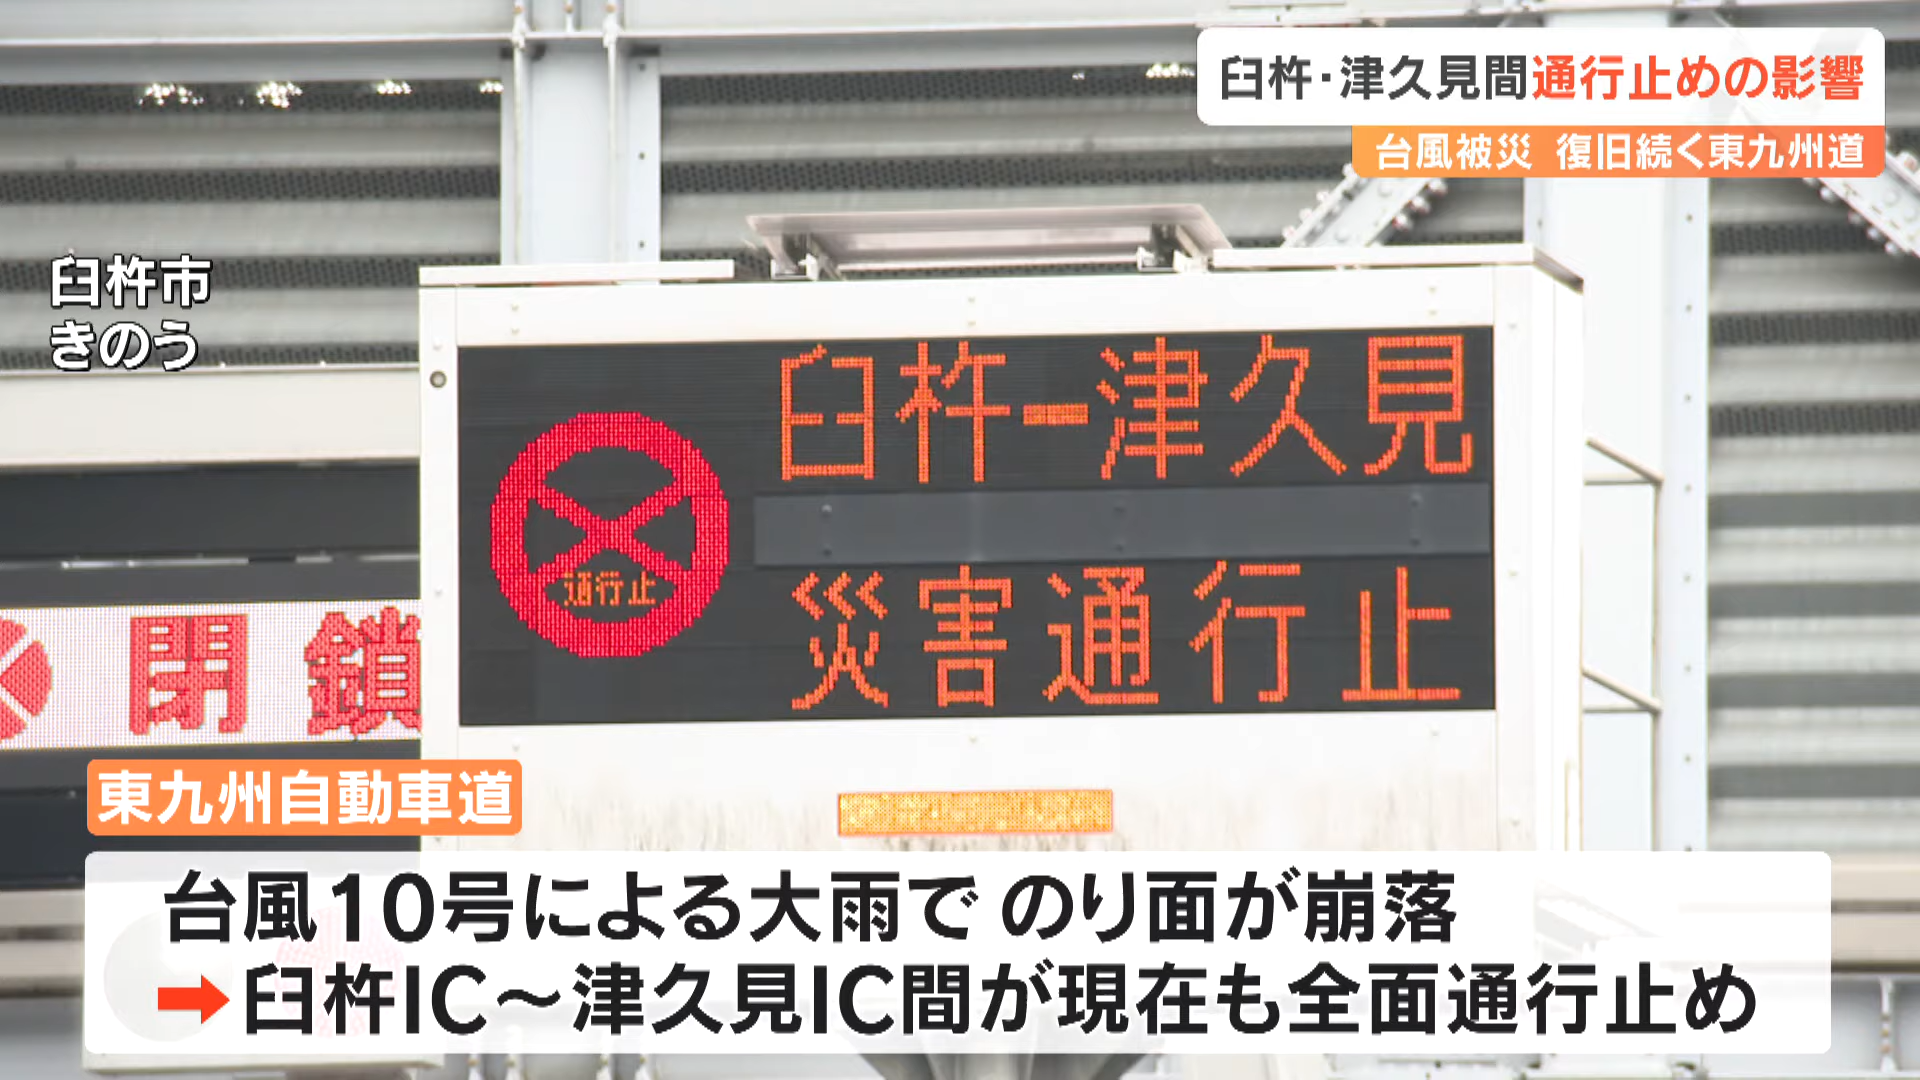 臼杵・津久見間通行止めの影響
台風被災 復旧続く東九州道
臼杵市
きのう
臼杵ー津久見
通行止
災害通行止
閉鎖
東九州自動車道
台風10号による大雨で のり面が崩落
➡臼杵IC～津久見IC間が現在も全面通行止め